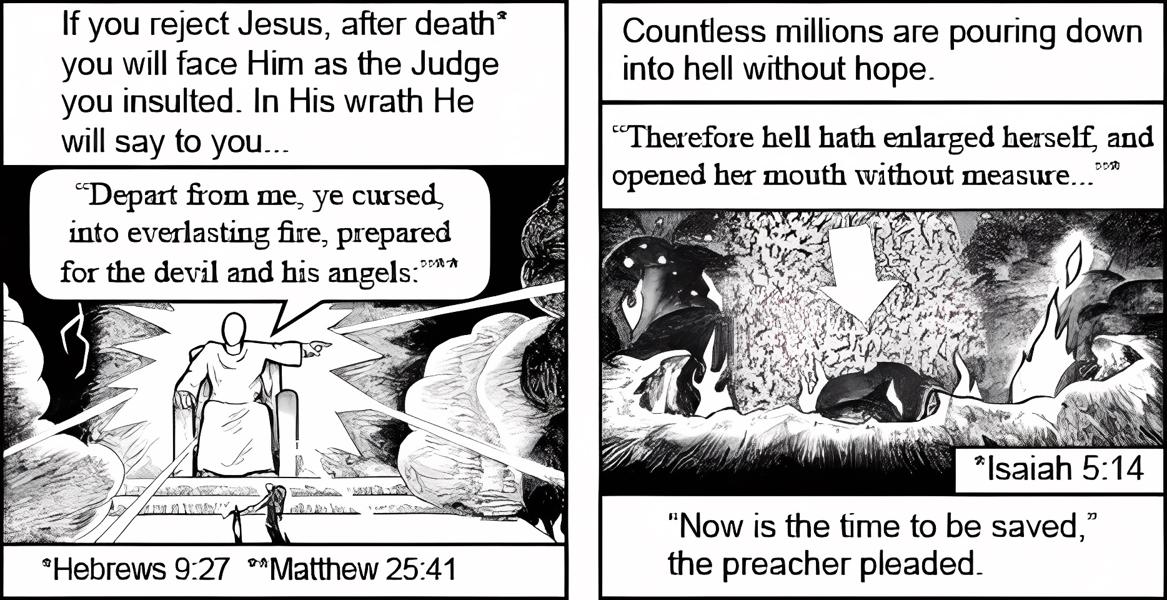 If you reject Jesus, after death*
you will face Him as the Judge
you insulted. In His wrath He
will say to you...
“Depart from me, ye cursed,
into everlasting fire, prepared
for the devil and his angels:”**
*Hebrews 9:27 **Matthew 25:41
Countless millions are pouring down
into hell without hope.
“Therefore hell hath enlarged herself, and
opened her mouth without measure...”*
*Isaiah 5:14
"Now is the time to be saved,"
the preacher pleaded.